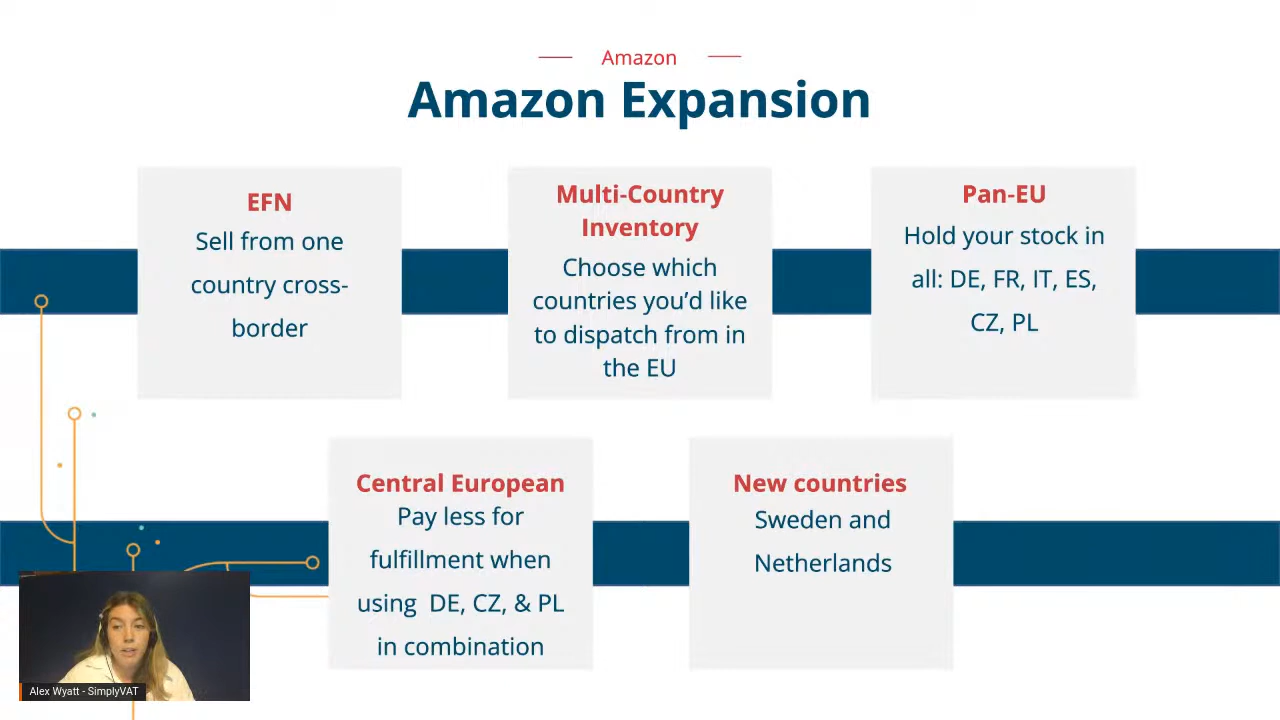 Amazon
Amazon Expansion
EFN
Sell from one
country cross-
border
Multi-Country
Inventory
Choose which
countries you’d like
to dispatch from in
the EU
Pan-EU
Hold your stock in
all: DE, FR, IT, ES,
CZ, PL
Central European
Pay less for
fulfillment when
using DE, CZ, & PL
in combination
New countries
Sweden and
Netherlands
Alex Wyatt - SimplyVAT